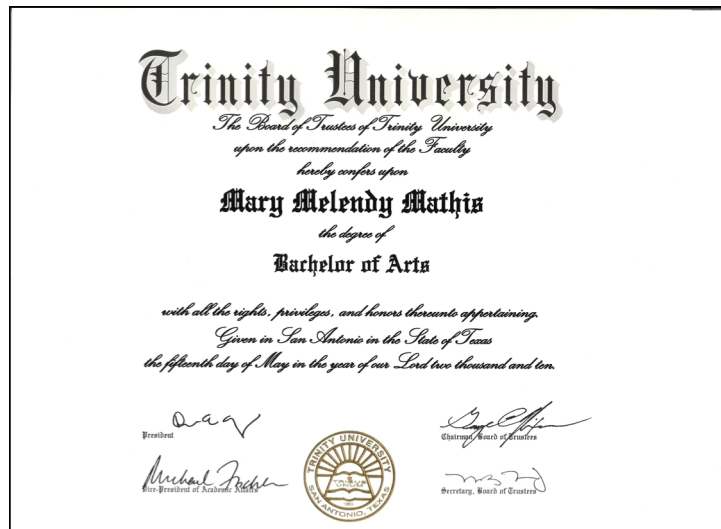 Trinity University
The Board of Trustees of Trinity University
upon the recommendation of the Faculty
hereby confers upon
Mary Melendy Mathis
the degree of
Bachelor of Arts
with all the rights, privileges, and honors thereunto appertaining.
Given in San Antonio in the State of Texas
the fifteenth day of May in the year of our Lord two thousand and ten.
President
Chairman, Board of Trustees
Michael Fischer
Vice-President of Academic Affairs
Secretary, Board of Trustees
TRINITY UNIVERSITY
TRIBUS
UNUM
SAN ANTONIO, TEXAS